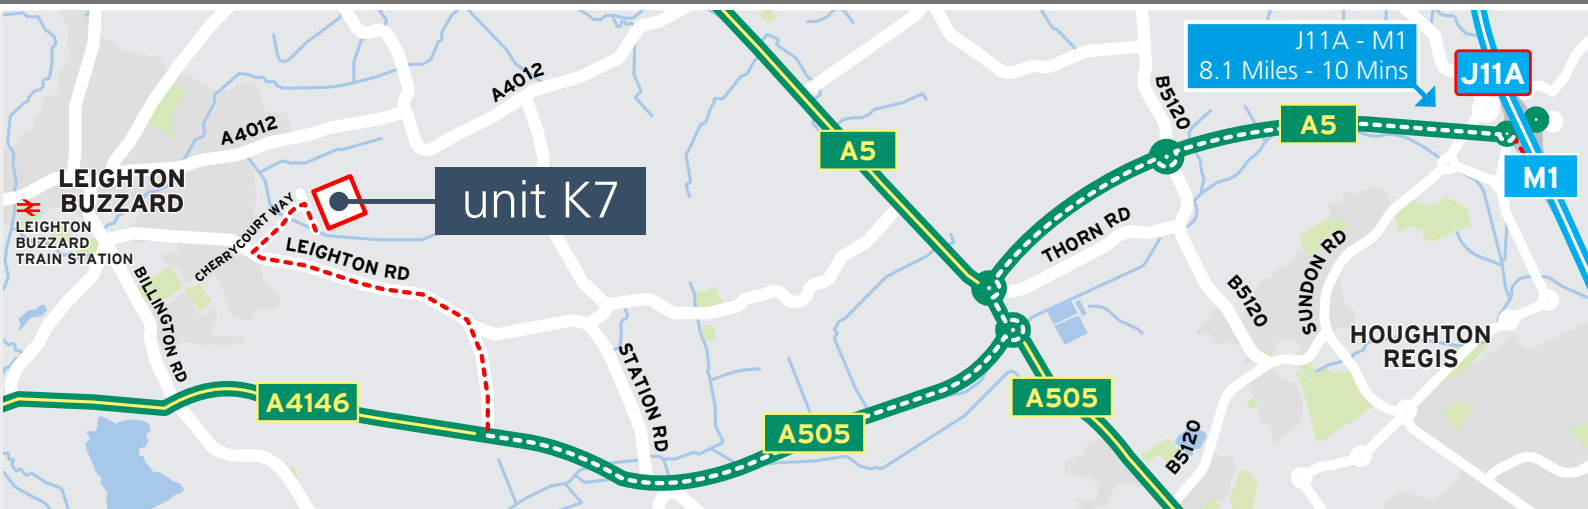 J11A - M1
8.1 Miles - 10 Mins
J11A
A4012
B5120
A4012
A5
A5
M1
LEIGHTON
BUZZARD
unit K7
LEIGHTON
BUZZARD
TRAIN STATION
CHERRYCOURT WAY
LEIGHTON RD
THORN RD
SUNDON RD
BILLINGTON RD
B5120
HOUGHTON
REGIS
STATION RD
A4146
A505
A505
B5120